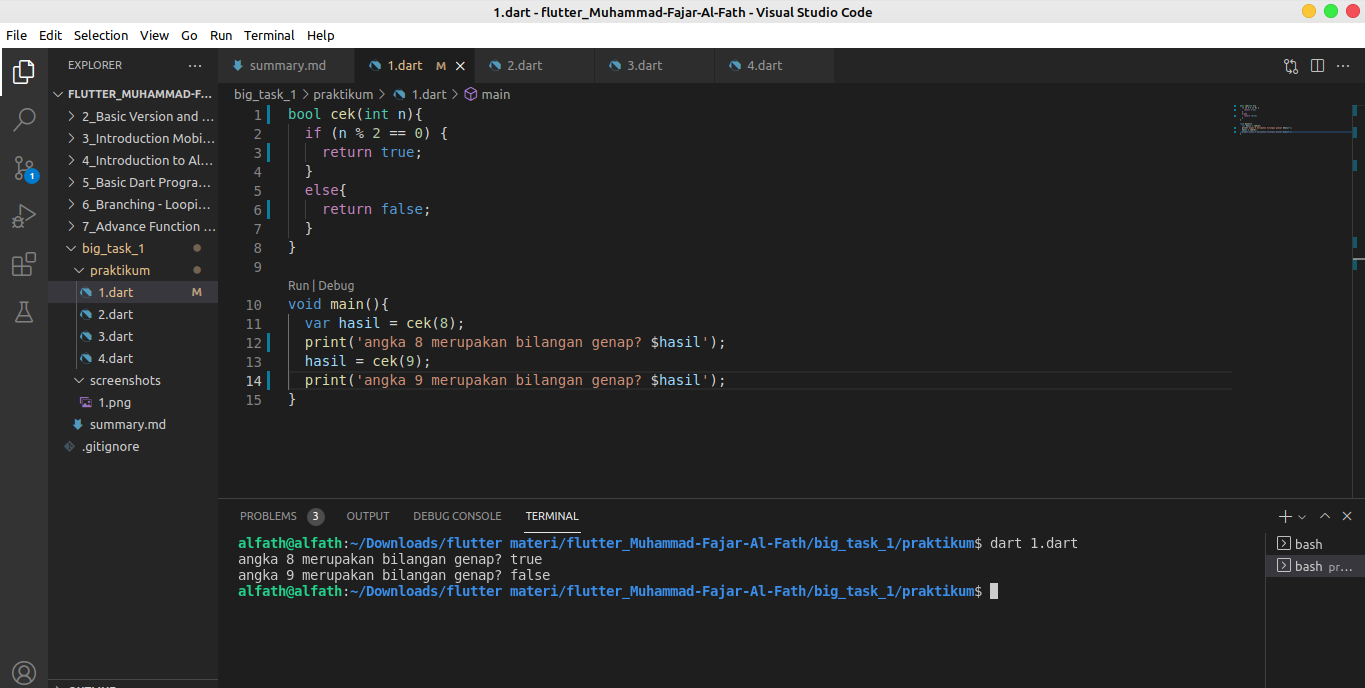 1.dart - flutter_Muhammad-Fajar-Al-Fath - Visual Studio Code
File Edit Selection View Go Run Terminal Help
EXPLORER ...
FLUTTER_MUHAMMAD-F...
2_Basic Version and ...
3_Introduction Mobi...
4_Introduction to Al...
5_Basic Dart Progra...
6_Branching - Loopi...
7_Advance Function ...
big_task_1
praktikum
1.dart M
2.dart
3.dart
4.dart
screenshots
1.png
summary.md
.gitignore
1
summary.md 1.dart M 2.dart 3.dart 4.dart
big_task_1 > praktikum > 1.dart > main
1 bool cek(int n){
2 if (n % 2 == 0) {
3 return true;
4 }
5 else{
6 return false;
7 }
8 }
9
Run | Debug
10 void main(){
11 var hasil = cek(8);
12 print('angka 8 merupakan bilangan genap? $hasil');
13 hasil = cek(9);
14 print('angka 9 merupakan bilangan genap? $hasil');
15 }
PROBLEMS 3 OUTPUT DEBUG CONSOLE TERMINAL
alfath@alfath:~/Downloads/flutter materi/flutter_Muhammad-Fajar-Al-Fath/big_task_1/praktikum$ dart 1.dart
angka 8 merupakan bilangan genap? true
angka 9 merupakan bilangan genap? false
alfath@alfath:~/Downloads/flutter materi/flutter_Muhammad-Fajar-Al-Fath/big_task_1/praktikum$
bash
bash pr...